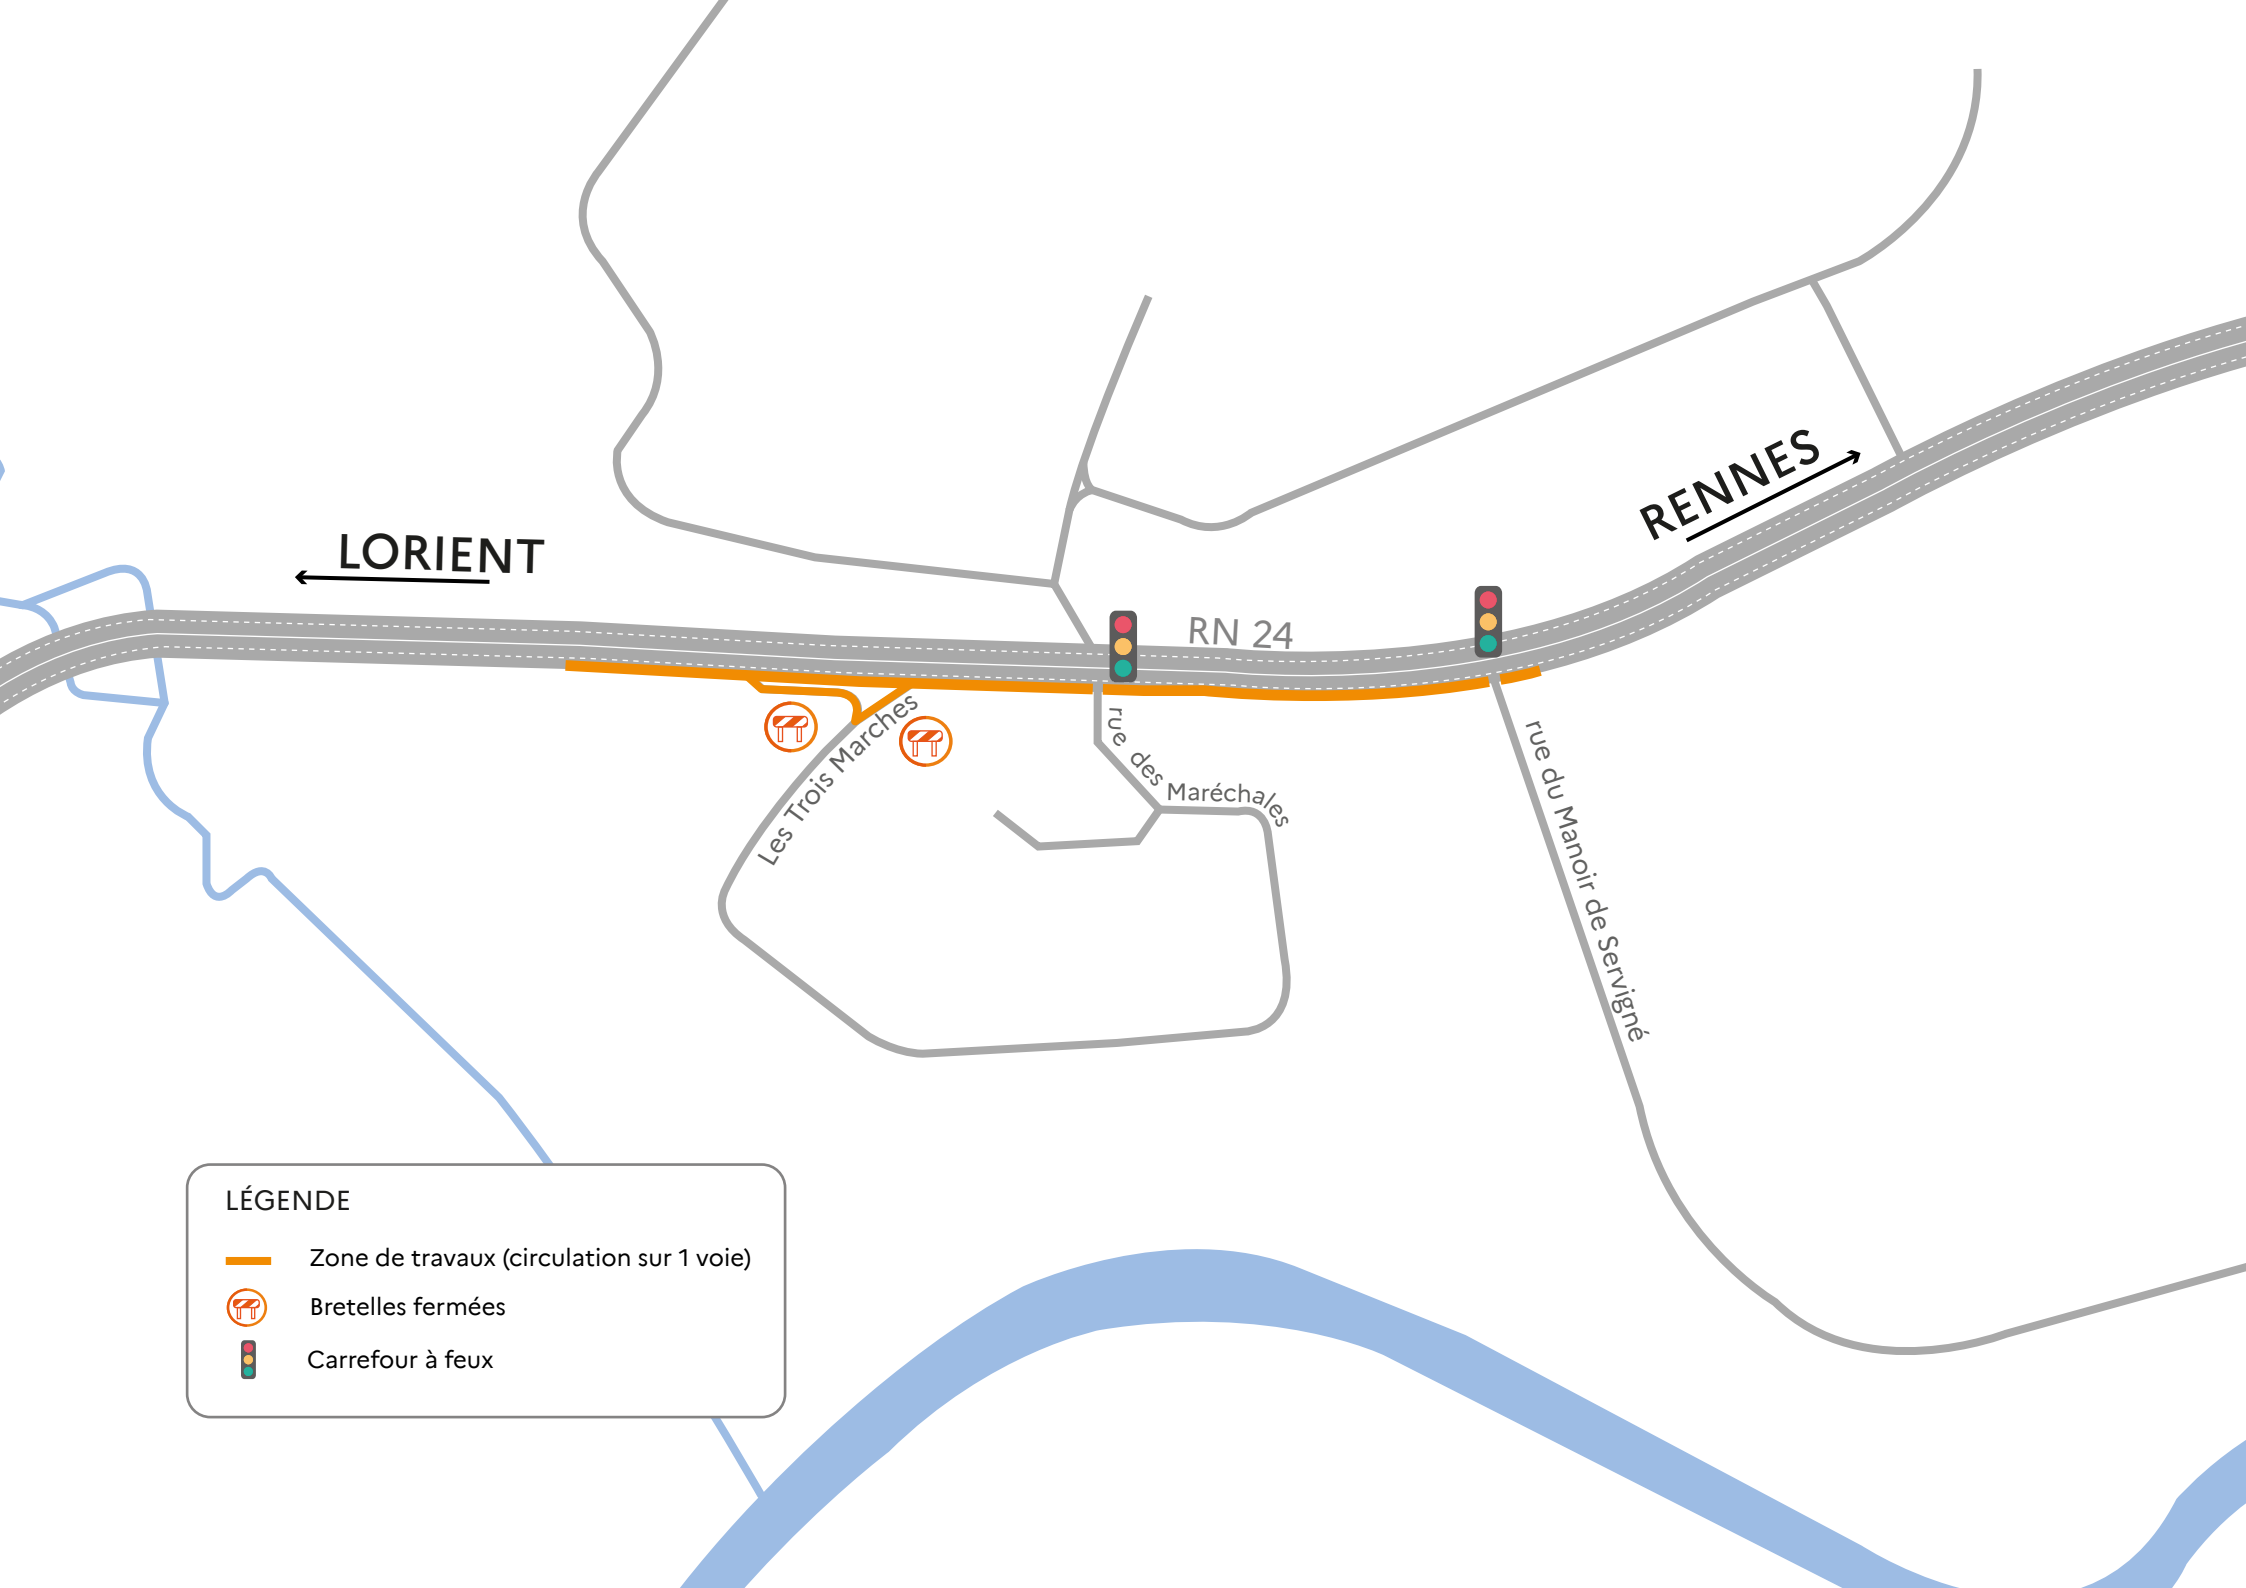 RENNES
LORIENT
RN 24
Les Trois Marches
rue des Maréchales
rue du Manoir de Servigné
LÉGENDE
Zone de travaux (circulation sur 1 voie)
Bretelles fermées
Carrefour à feux